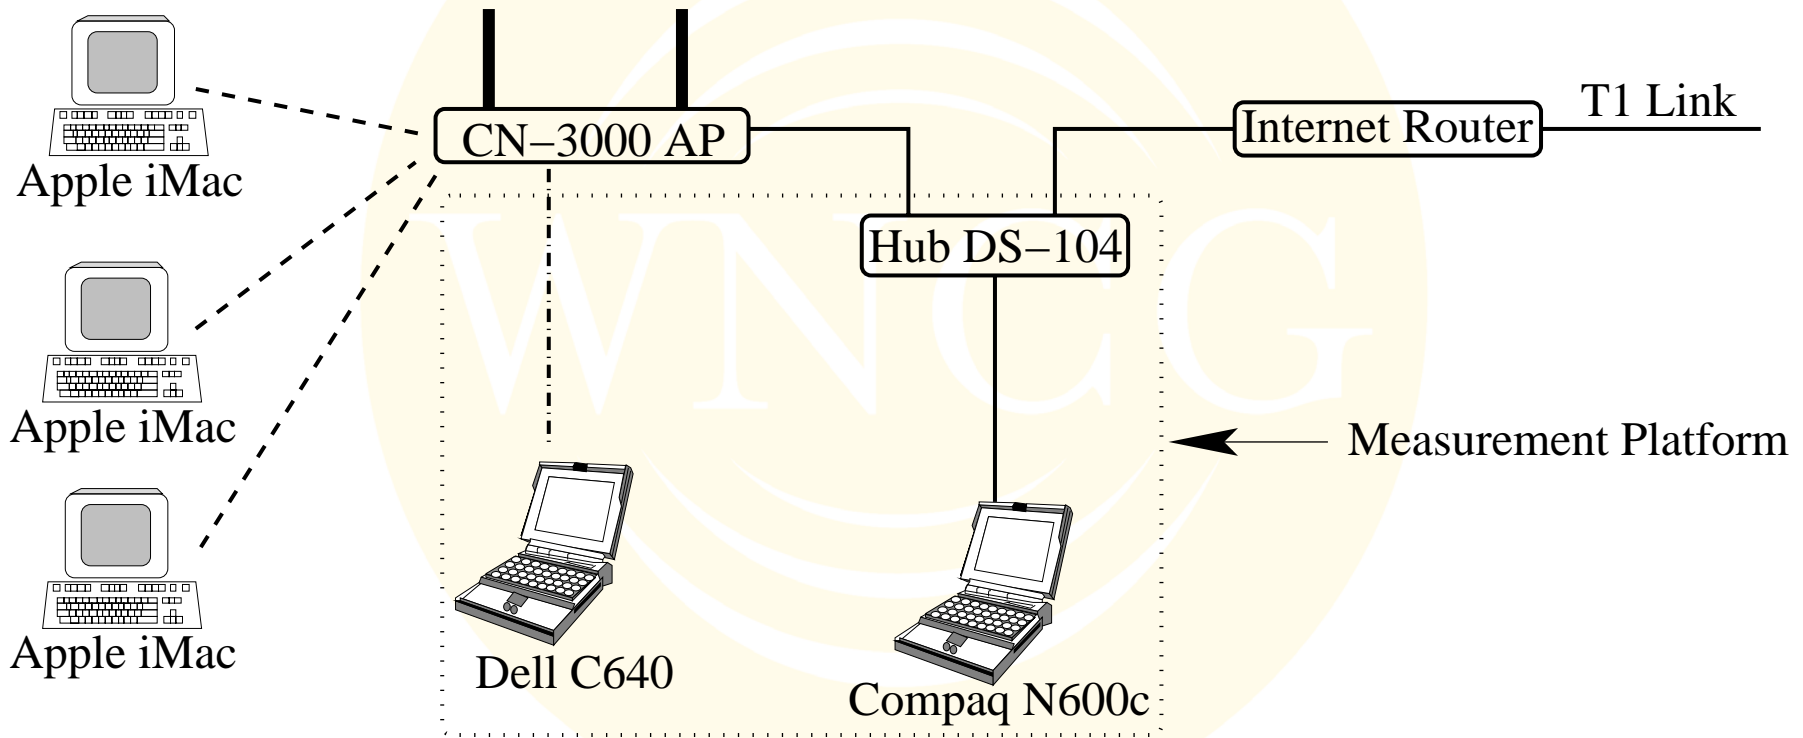 T1 Link
CN−3000 AP
Internet Router
Apple iMac
Hub DS−104
Apple iMac
Measurement Platform
Apple iMac
Dell C640
Compaq N600c
WNCG